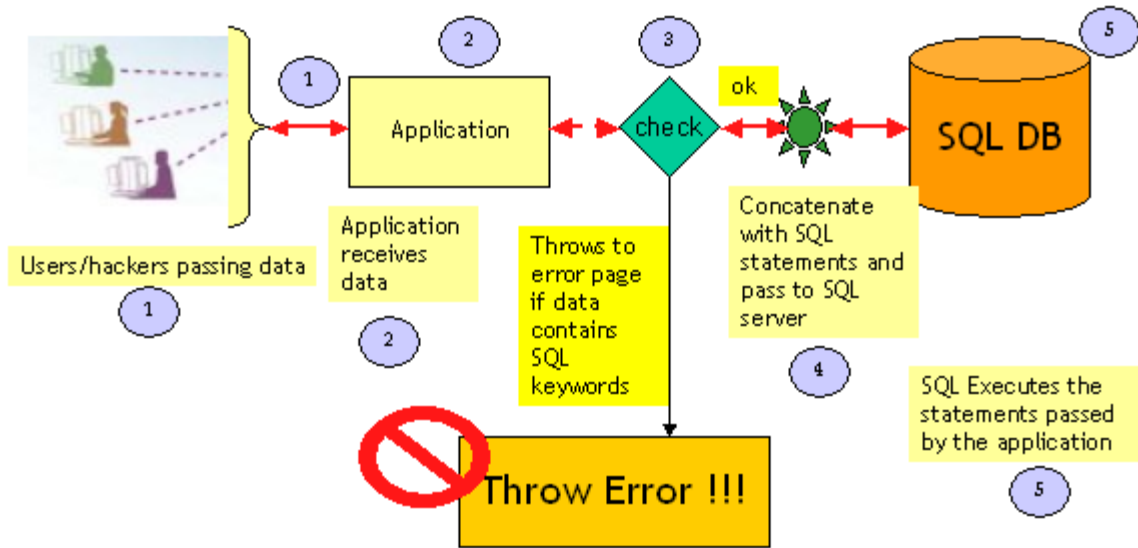 1
2
3
5
ok
Application
check
SQL DB
Users/hackers passing data
1
Application
receives
data
2
Throws to
error page
if data
contains
SQL
keywords
Concatenate
with SQL
statements and
pass to SQL
server
4
SQL Executes the
statements passed
by the application
5
Throw Error !!!